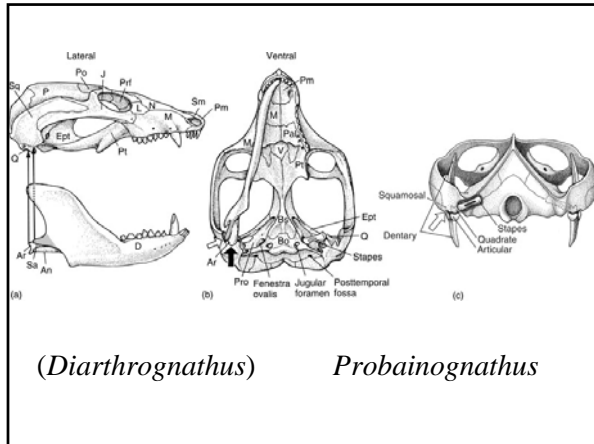 Lateral
Po
J
Prf
Sq
P
L
N
Sm
Pm
M
Ept
Pt
Q
Ar
Sa
An
D
(a)
Ventral
Pm
M
M
Pal
V
Pt
Bs
Ept
Bo
Q
Ar
Stapes
Pro
Fenestra
ovalis
Jugular
foramen
Posttemporal
fossa
(b)
Squamosal
Dentary
Stapes
Quadrate
Articular
(c)
(Diarthrognathus)
Probainognathus